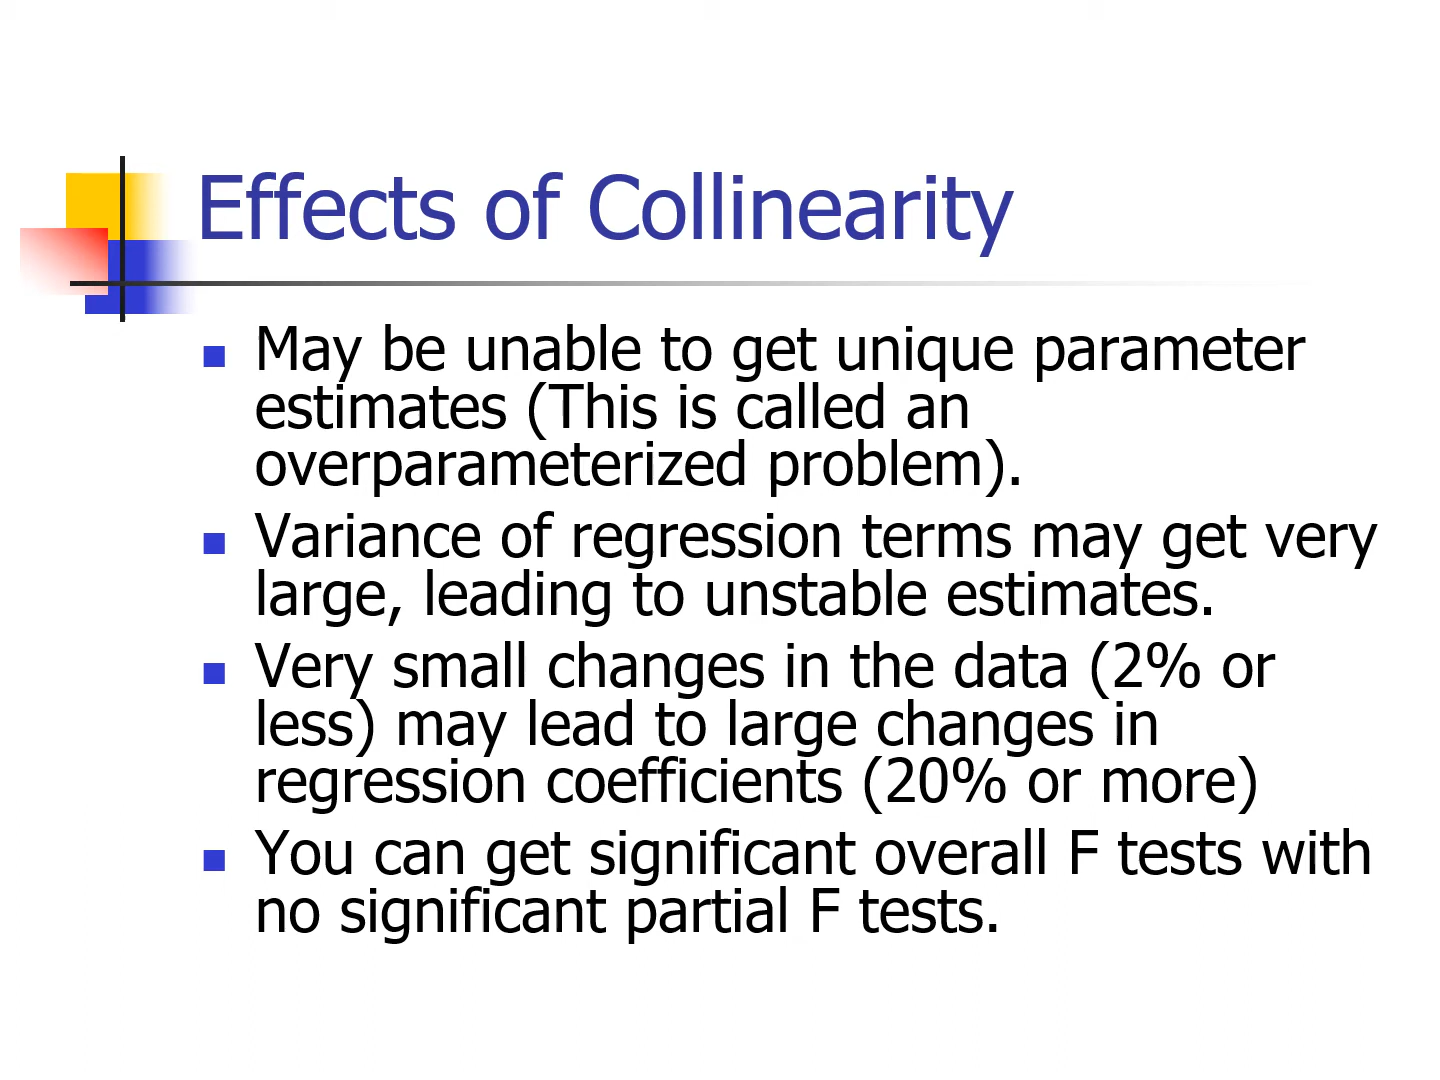 Effects of Collinearity
May be unable to get unique parameter
estimates (This is called an
overparameterized problem).
Variance of regression terms may get very
large, leading to unstable estimates.
Very small changes in the data (2% or
less) may lead to large changes in
regression coefficients (20% or more)
You can get significant overall F tests with
no significant partial F tests.